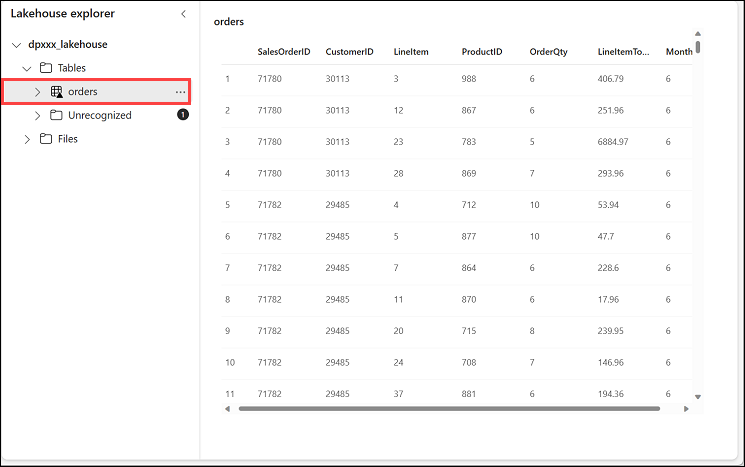 Lakehouse explorer
dpxxx_lakehouse
Tables
orders ...
Unrecognized 1
Files
orders
SalesOrderID CustomerID LineItem ProductID OrderQty LineItemTo... Month
1 71780 30113 3 988 6 406.79 6
2 71780 30113 12 867 6 251.96 6
3 71780 30113 23 783 5 6884.97 6
4 71780 30113 28 869 7 293.96 6
5 71782 29485 4 712 10 53.94 6
6 71782 29485 5 877 10 47.7 6
7 71782 29485 7 864 6 228.6 6
8 71782 29485 11 870 6 17.96 6
9 71782 29485 20 715 8 239.95 6
10 71782 29485 24 708 7 146.96 6
11 71782 29485 37 881 6 194.36 6